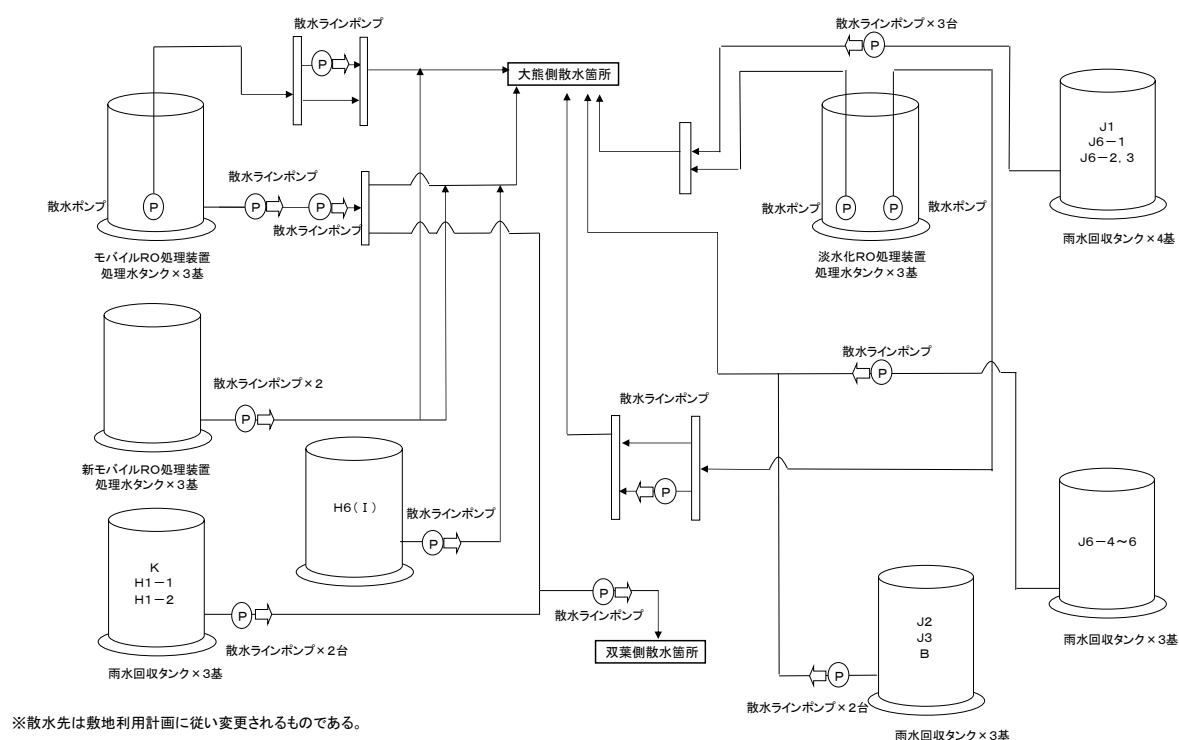 散水ラインポンプ
散水ラインポンプ×3台
P
P
大熊側散水箇所
J1
J6-1
J6-2,3
雨水回収タンク×4基
散水ラインポンプ
散水ポンプ
P
P
P
散水ラインポンプ
モバイルRO処理装置
処理水タンク×3基
散水ポンプ
P
P
散水ポンプ
淡水化RO処理装置
処理水タンク×3基
散水ラインポンプ
P
散水ラインポンプ×2
P
新モバイルRO処理装置
処理水タンク×3基
散水ラインポンプ
P
H6(Ⅰ)
散水ラインポンプ
P
J6-4~6
雨水回収タンク×3基
K
H1-1
H1-2
P
散水ラインポンプ×2台
雨水回収タンク×3基
P
散水ラインポンプ
双葉側散水箇所
J2
J3
B
P
散水ラインポンプ×2台
雨水回収タンク×3基
※散水先は敷地利用計画に従い変更されるものである。